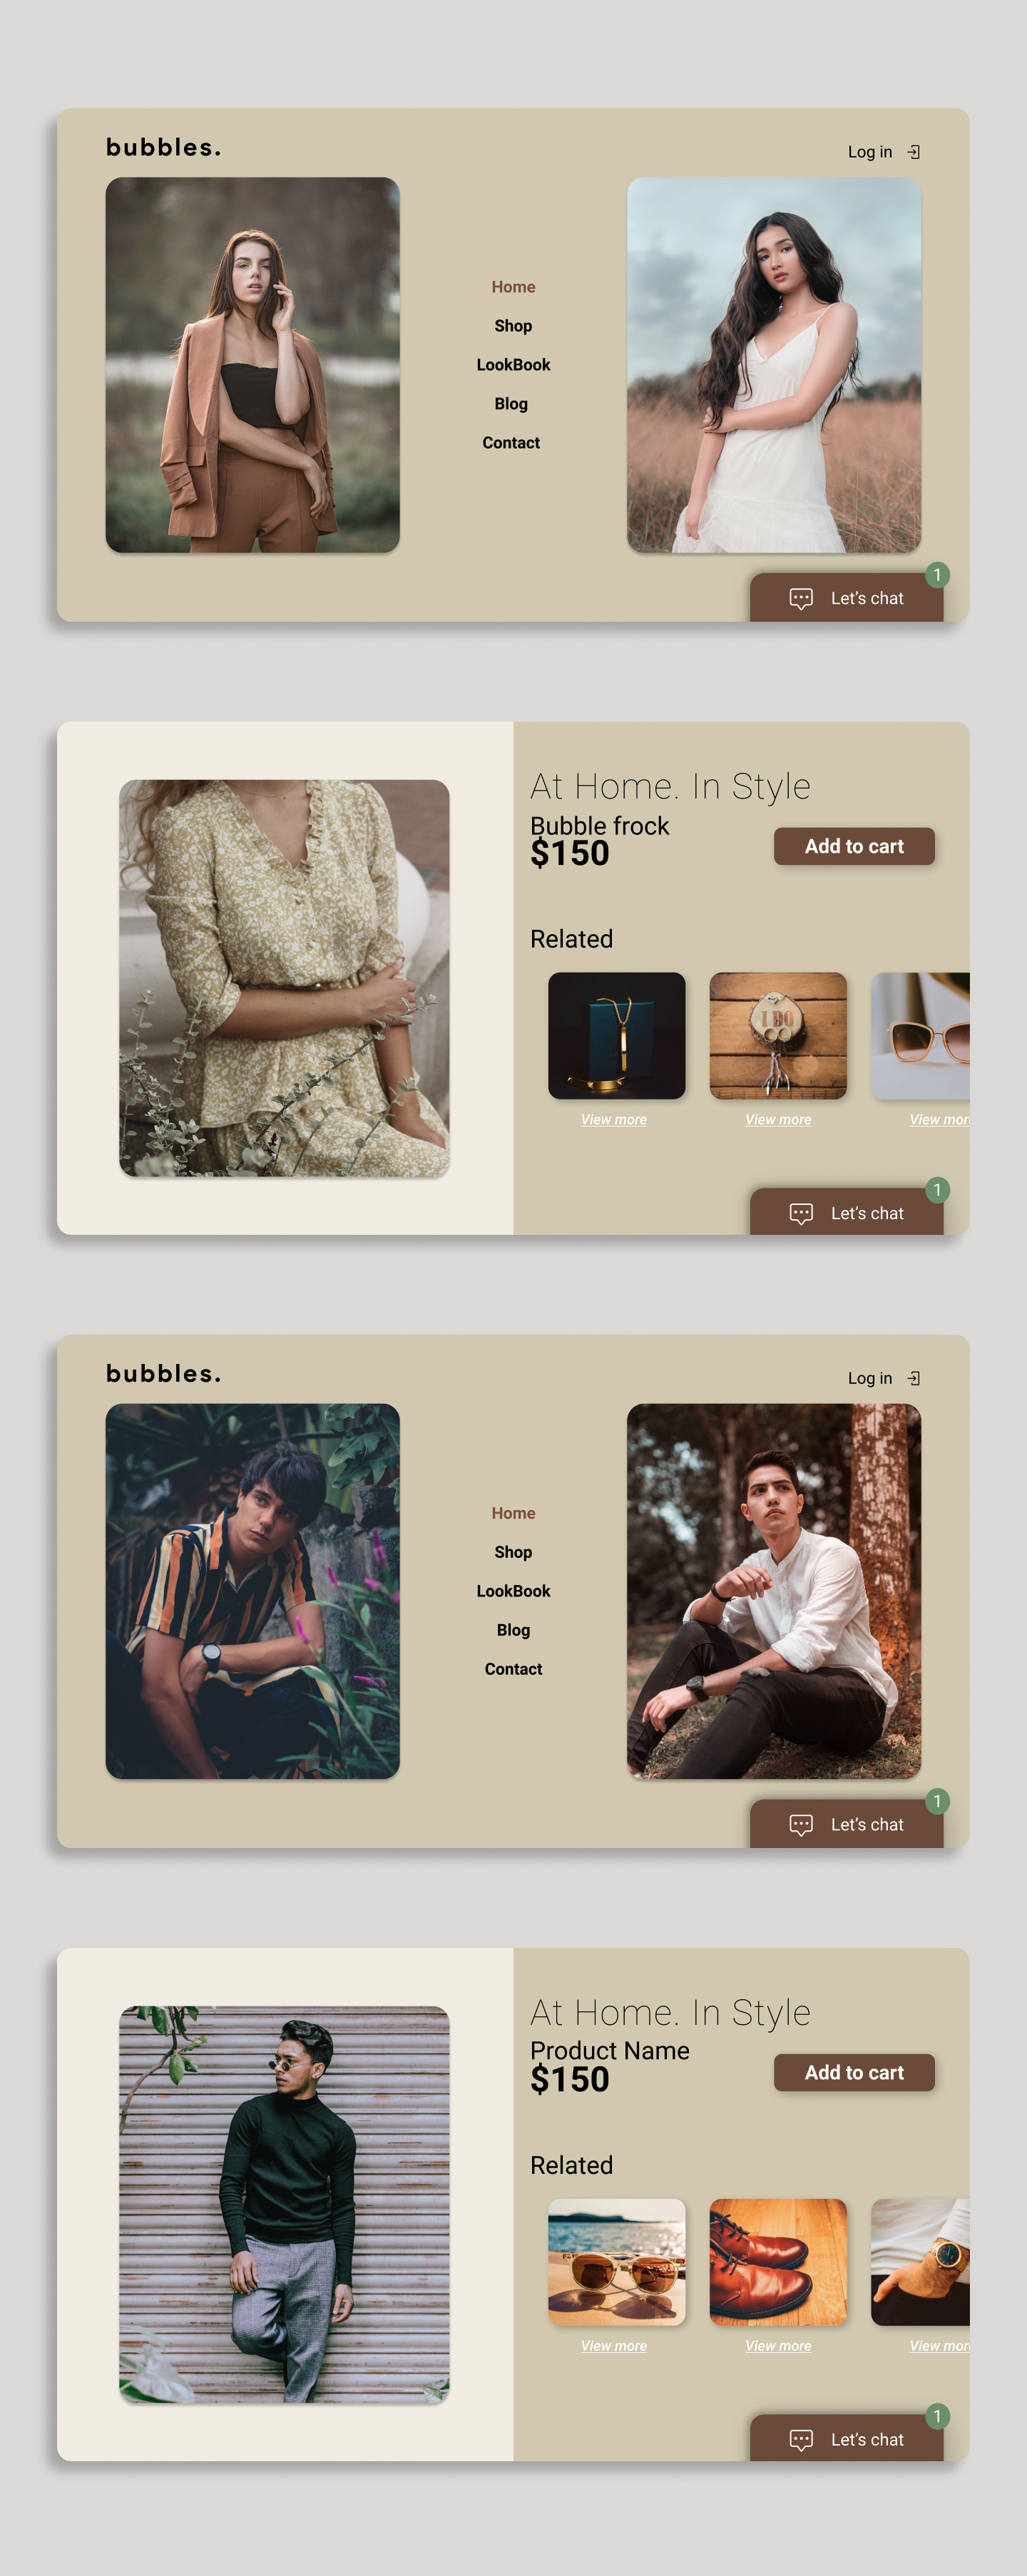 bubbles.
Log in
Home
Shop
LookBook
Blog
Contact
1
Let's chat
At Home. In Style
Bubble frock
$150
Add to cart
Related
I DO
View more
View more
View more
1
Let's chat
bubbles.
Log in
Home
Shop
LookBook
Blog
Contact
1
Let's chat
At Home. In Style
Product Name
$150
Add to cart
Related
View more
View more
View more
1
Let's chat